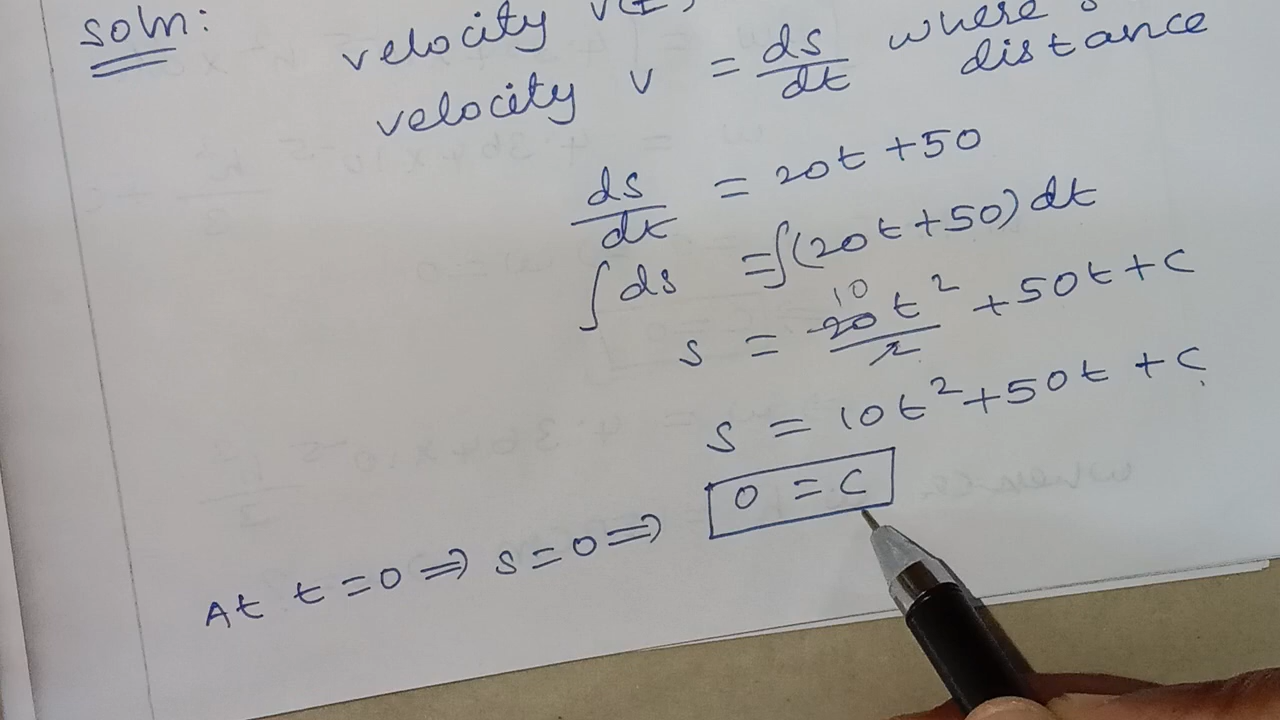 soln:
velocity
velocity v = ds/dt where
distance
ds/dt = 20t + 50
∫ds = ∫(20t + 50) dt
s = 10 20t²/2 + 50t + c
s = 10t² + 50t + c
At t = 0 ⇒ s = 0 ⇒ 0 = c